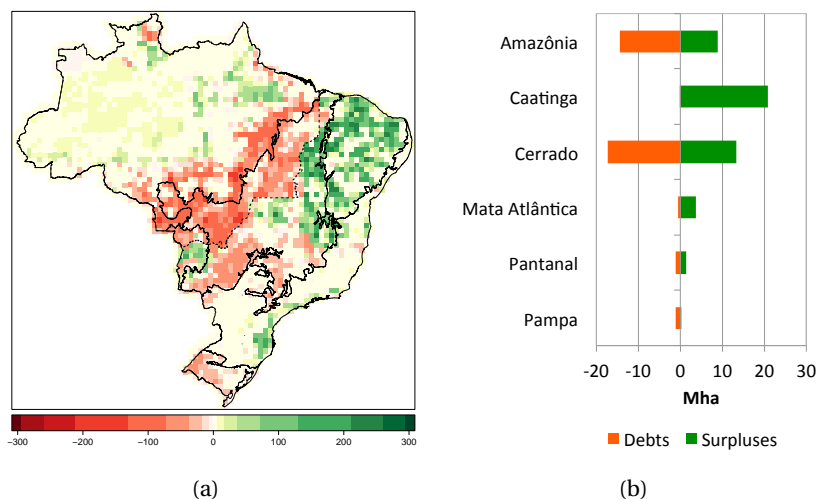 −300 −200 −100 0 100 200 300
(a)
Amazônia
Caatinga
Cerrado
Mata Atlântica
Pantanal
Pampa
-20 -10 0 10 20 30
Mha
Debts Surpluses
(b)